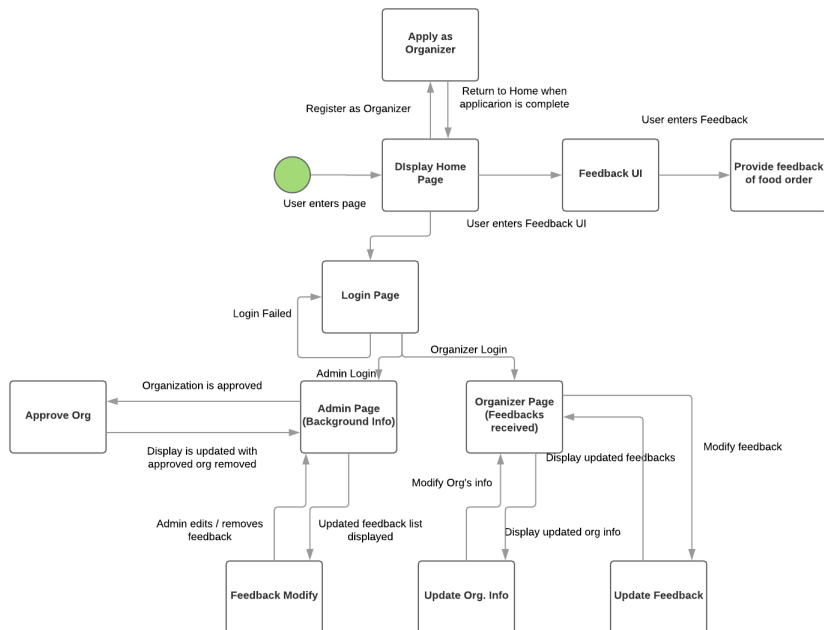 Apply as
Organizer
Return to Home when
applicarion is complete
Register as Organizer
User enters Feedback
DIsplay Home
Page
Feedback UI
Provide feedback
of food order
User enters page
User enters Feedback UI
Login Page
Login Failed
Organizer Login
Admin Login
Organization is approved
Approve Org
Admin Page
(Background Info)
Organizer Page
(Feedbacks
received)
Display is updated with
approved org removed
Modify feedback
Display updated feedbacks
Modify Org's info
Admin edits / removes
feedback
Updated feedback list
displayed
Display updated org info
Feedback Modify
Update Org. Info
Update Feedback